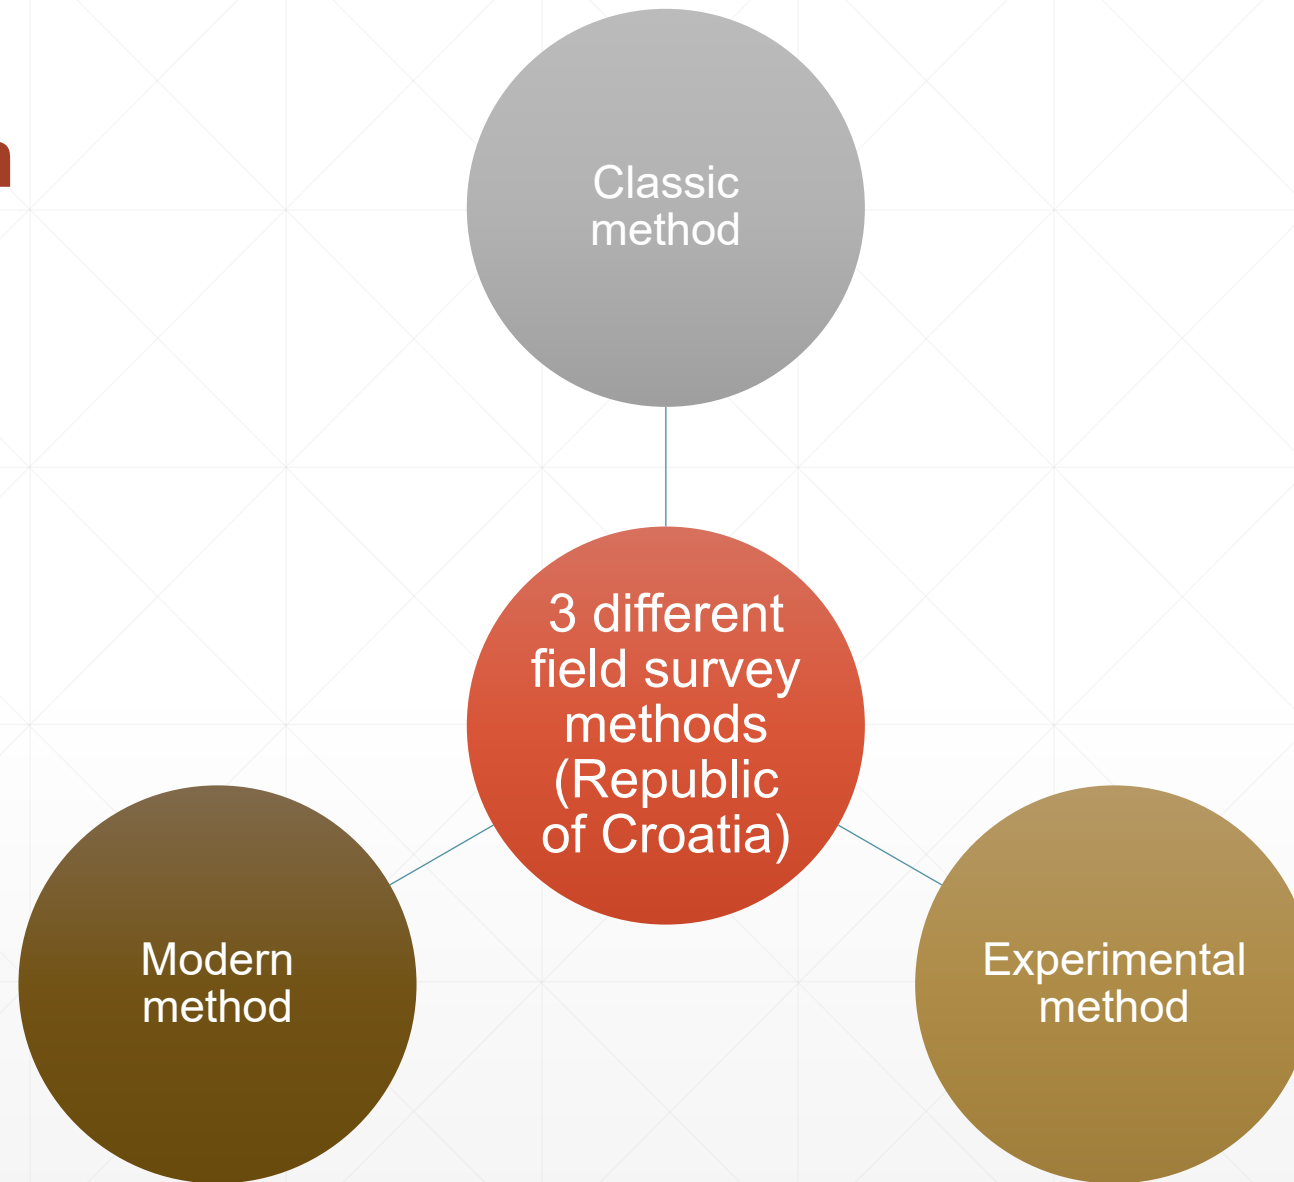 Classic
method
3 different
field survey
methods
(Republic
of Croatia)
Modern
method
Experimental
method